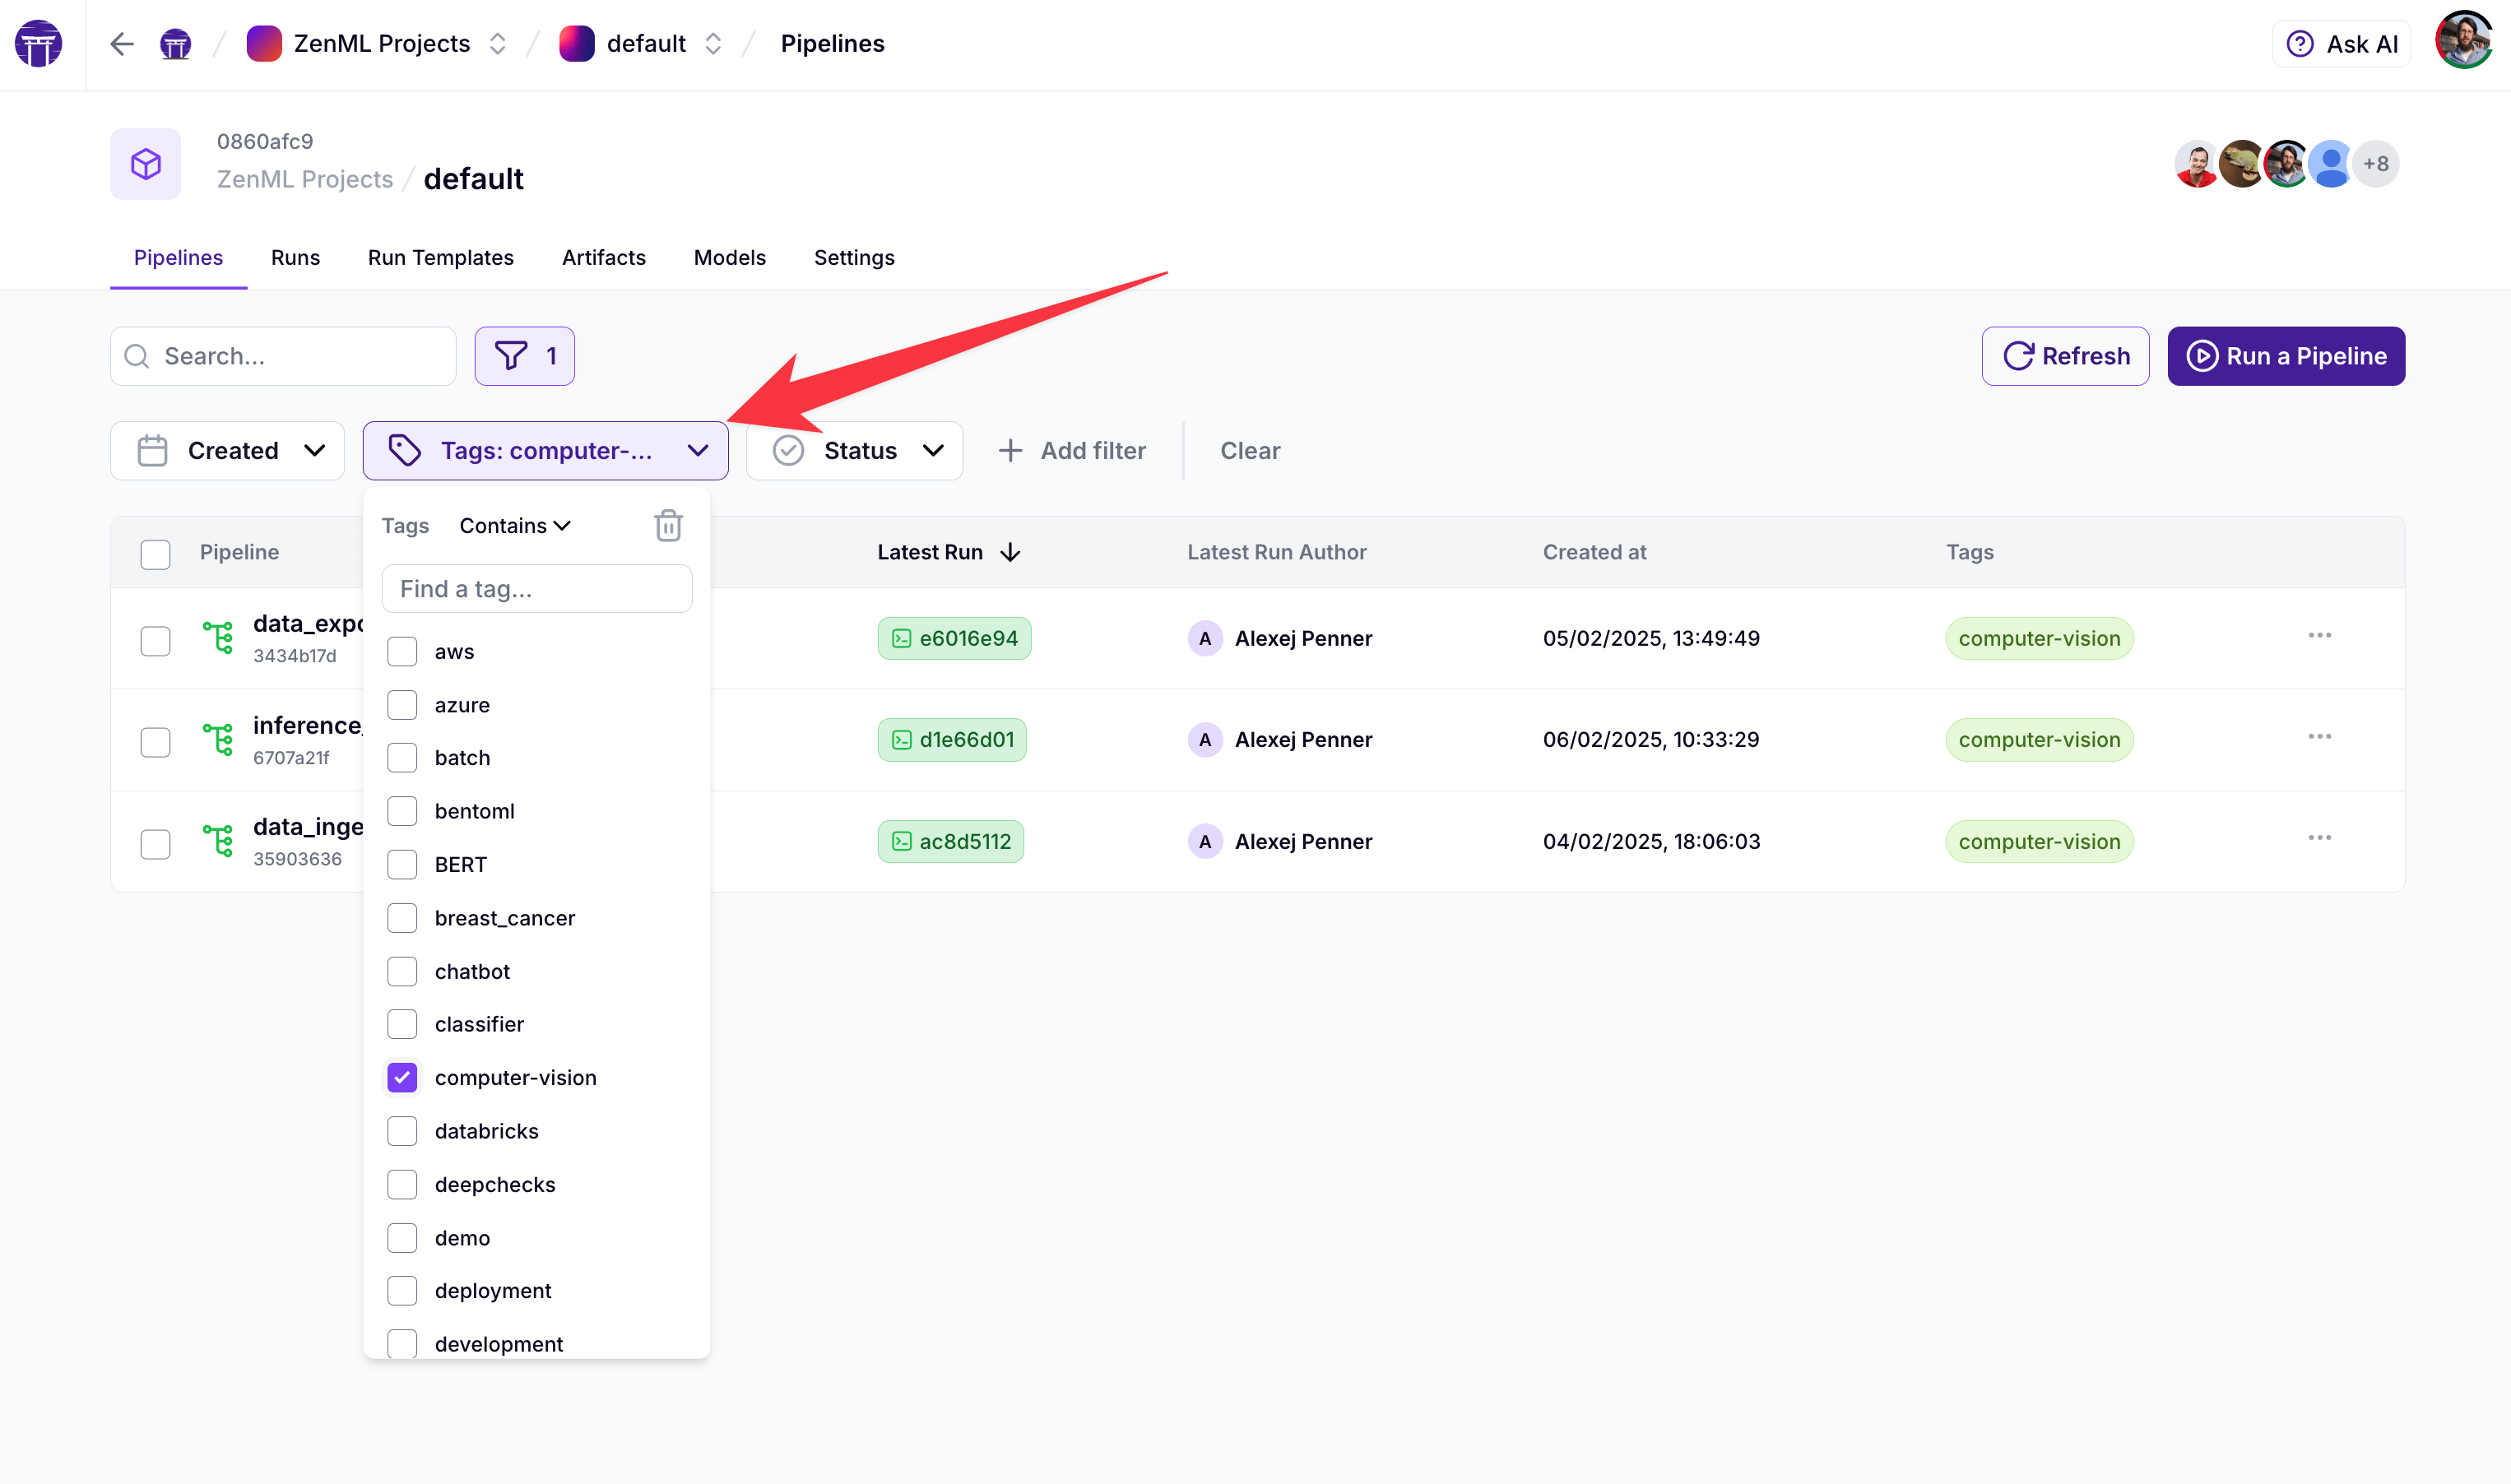 ZenML Projects
default
Pipelines
Ask AI
0860afc9
ZenML Projects / default
+8
Pipelines
Runs
Run Templates
Artifacts
Models
Settings
Search...
1
Refresh
Run a Pipeline
Created
Tags: computer-...
Status
Add filter
Clear
Tags
Contains
Find a tag...
aws
azure
batch
bentoml
BERT
breast_cancer
chatbot
classifier
computer-vision
databricks
deepchecks
demo
deployment
development
Pipeline
Latest Run
Latest Run Author
Created at
Tags
data_expo
3434b17d
e6016e94
A
Alexej Penner
05/02/2025, 13:49:49
computer-vision
inference_
6707a21f
d1e66d01
A
Alexej Penner
06/02/2025, 10:33:29
computer-vision
data_inge
35903636
ac8d5112
A
Alexej Penner
04/02/2025, 18:06:03
computer-vision